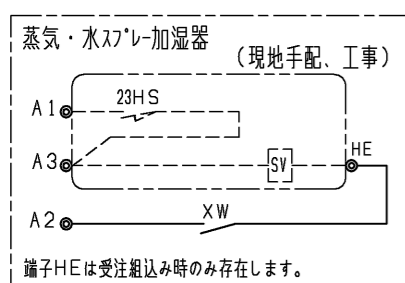 蒸気・水ｽﾌﾟﾚｰ加湿器
(現地手配、工事)
A1
23HS
A3
SV
HE
A2
XW
端子HEは受注組込み時のみ存在します。